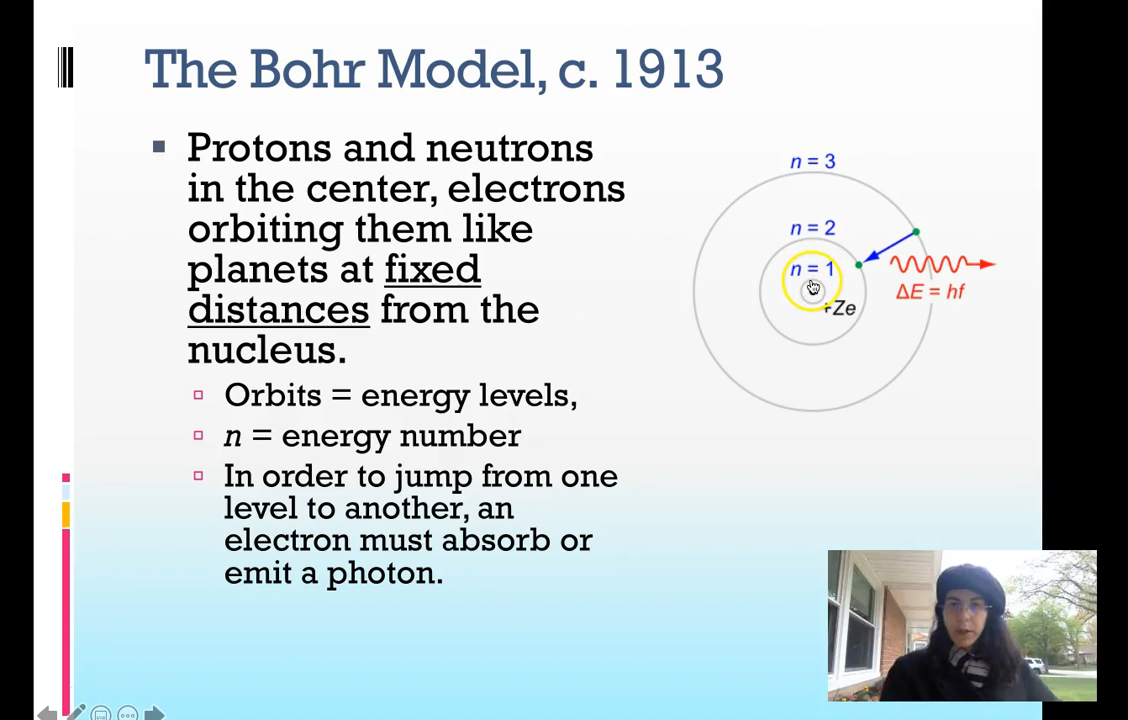 The Bohr Model, c. 1913
Protons and neutrons
in the center, electrons
orbiting them like
planets at fixed
distances from the
nucleus.
Orbits = energy levels,
n = energy number
In order to jump from one
level to another, an
electron must absorb or
emit a photon.
n = 3
n = 2
n = 1
+Ze
ΔE = hf